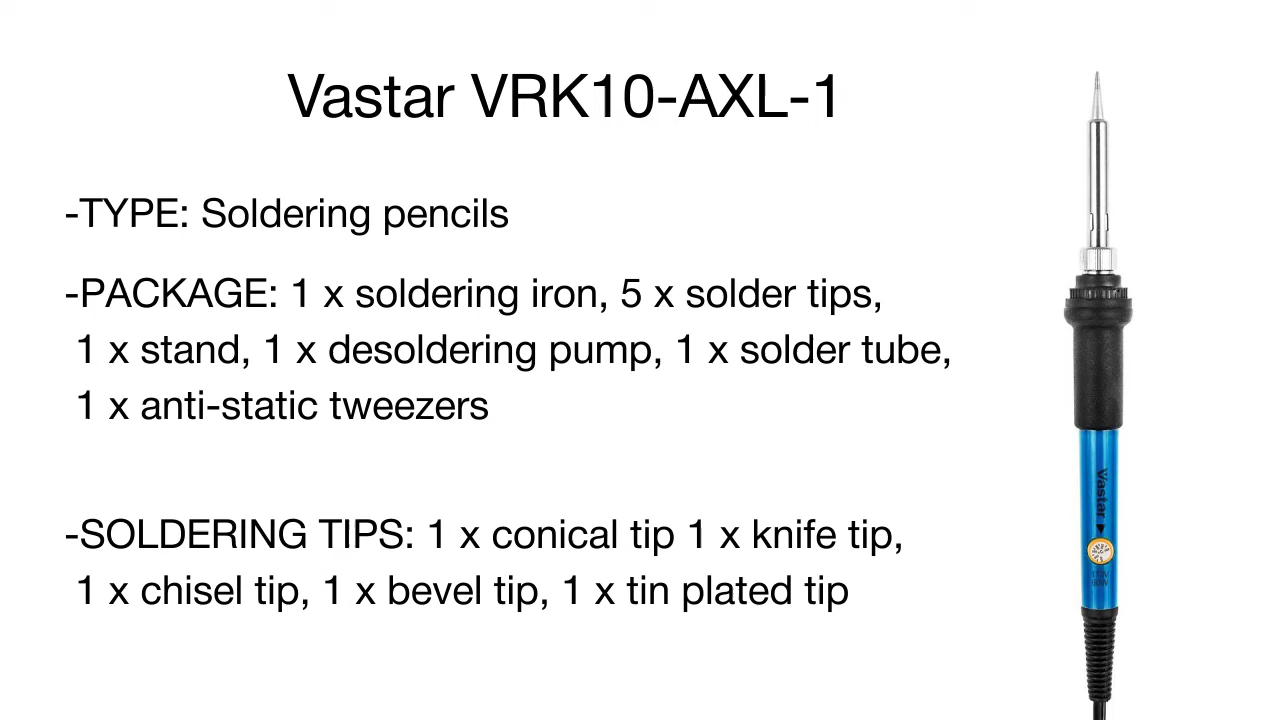 Vastar VRK10-AXL-1
-TYPE: Soldering pencils
-PACKAGE: 1 x soldering iron, 5 x solder tips,
1 x stand, 1 x desoldering pump, 1 x solder tube,
1 x anti-static tweezers
-SOLDERING TIPS: 1 x conical tip 1 x knife tip,
1 x chisel tip, 1 x bevel tip, 1 x tin plated tip
Vastar